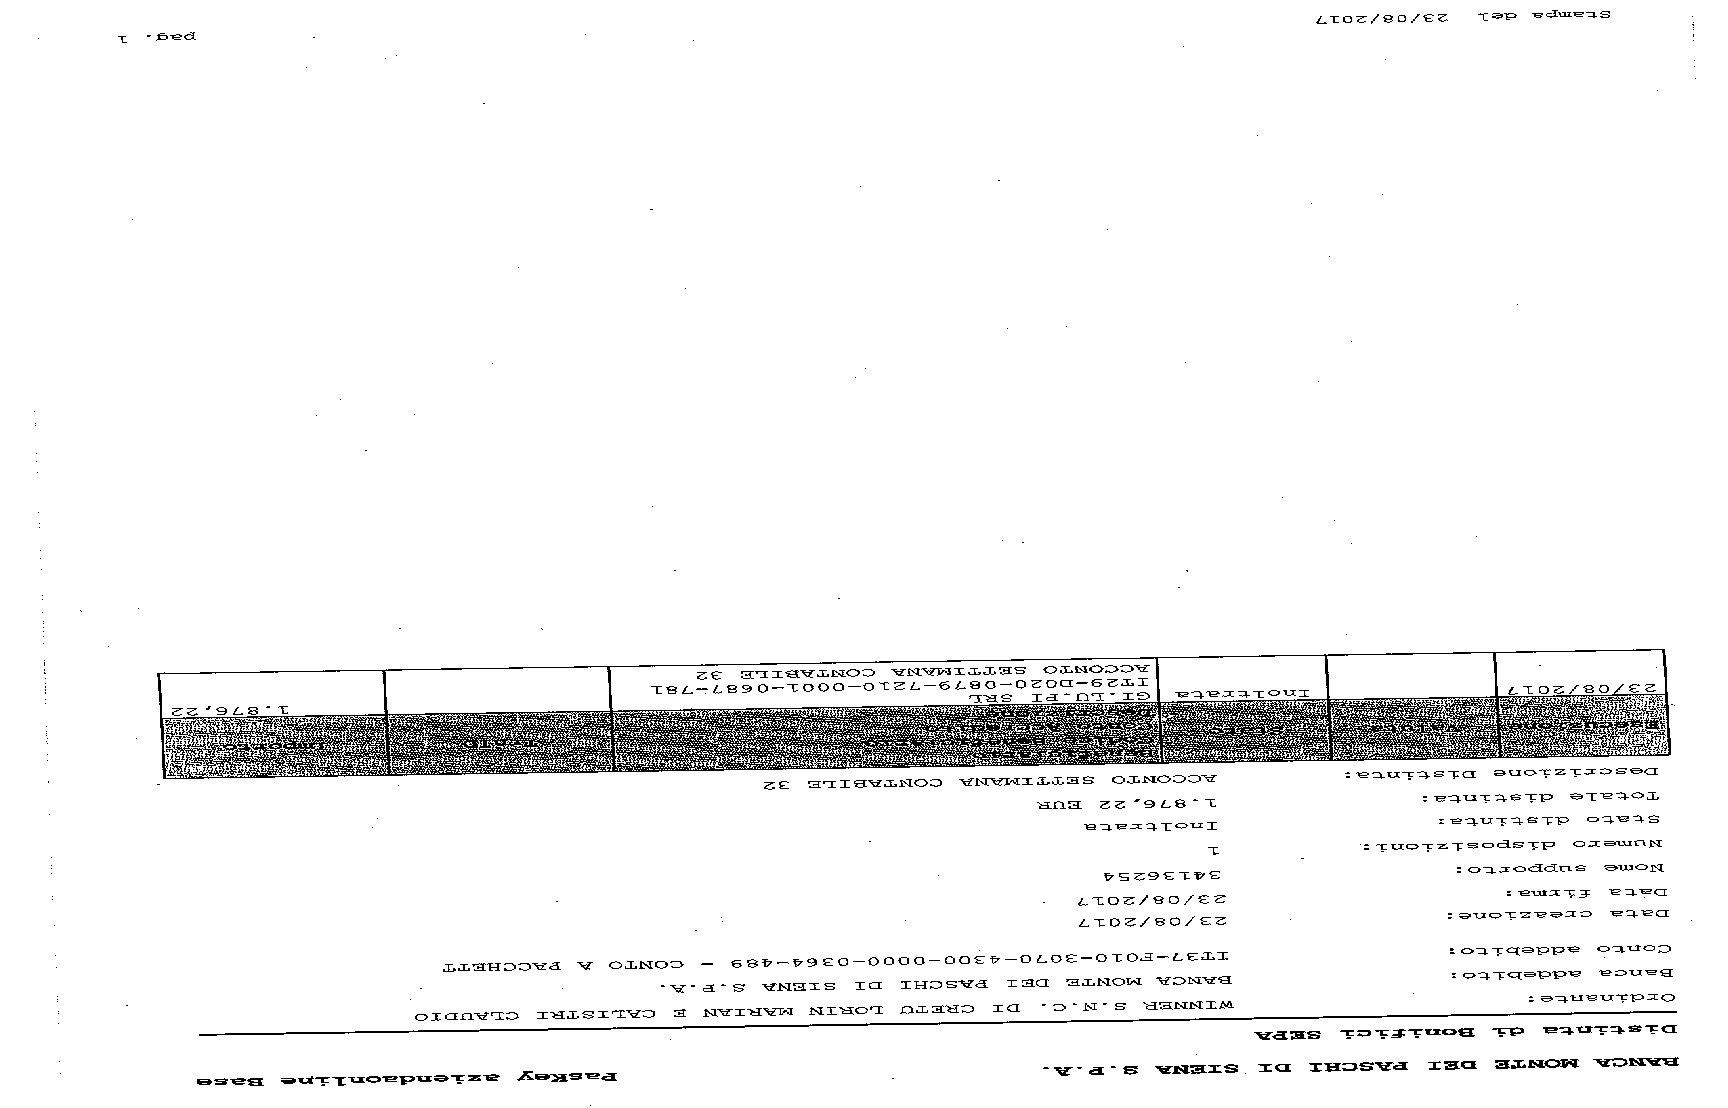 BANCA MONTE DEI PASCHI DI SIENA S.P.A. PasKey aziendaonline Base
Distinta di Bonifici SEPA
Ordinante: WINNER S.N.C. DI CRETU LORIN MARIAN E CALISTRI CLAUDIO
Banca addebito: BANCA MONTE DEI PASCHI DI SIENA S.P.A.
Conto addebito: IT37-F010-3070-4300-0000-0364-489 - CONTO A PACCHETT
Data creazione: 23/08/2017
Data firma: 23/08/2017
Nome supporto: 34136254
Numero disposizioni: 1
Stato distinta: Inoltrata
Totale distinta: 1.876,22 EUR
Descrizione Distinta: ACCONTO SETTIMANA CONTABILE 32
Esecuzione Importo
23/08/2017 Inoltrata GI.LU.PI SRL 1.876,22
IT29-D020-0879-7210-0001-0687-781
ACCONTO SETTIMANA CONTABILE 32
Stampa del 23/08/2017 pag. 1